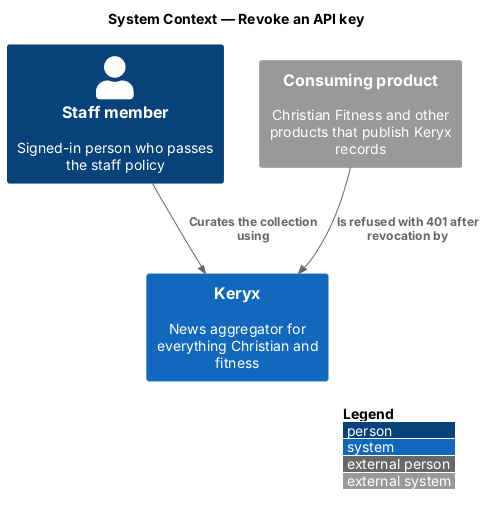 System Context — Revoke an API key
Staff member
Signed-in person who passes
the staff policy
Consuming product
Christian Fitness and other
products that publish Keryx
records
Curates the collection
using
Is refused with 401 after
revocation by
Keryx
News aggregator for
everything Christian and
fitness
Legend
person
system
external person
external system